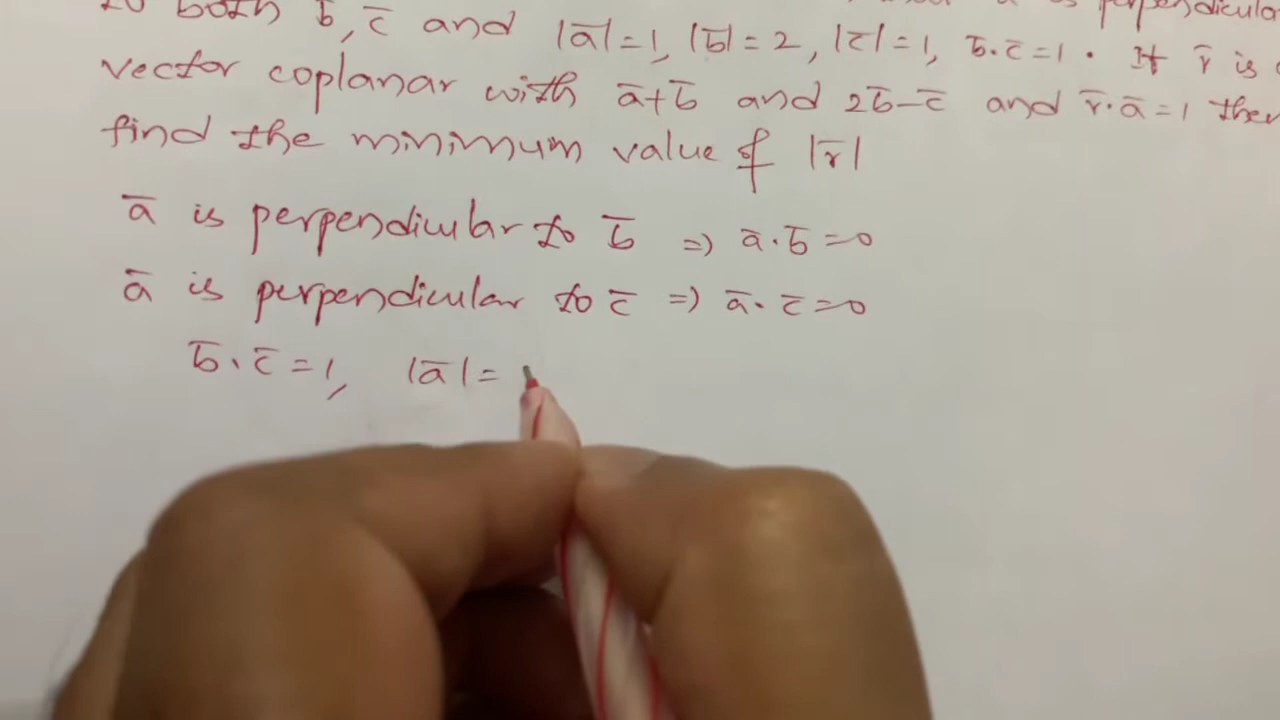 to both b̅, c̅ and |a̅|=1, |b̅|=2, |c̅|=1, b̅.c̅=1. If r̅ is
vector coplanar with a̅+b̅ and 2b̅-c̅ and r̅.a̅=1 then
find the minimum value of |r̅|
a̅ is perpendicular to b̅ => a̅.b̅=0
a̅ is perpendicular to c̅ => a̅.c̅=0
b̅.c̅=1, |a̅|=